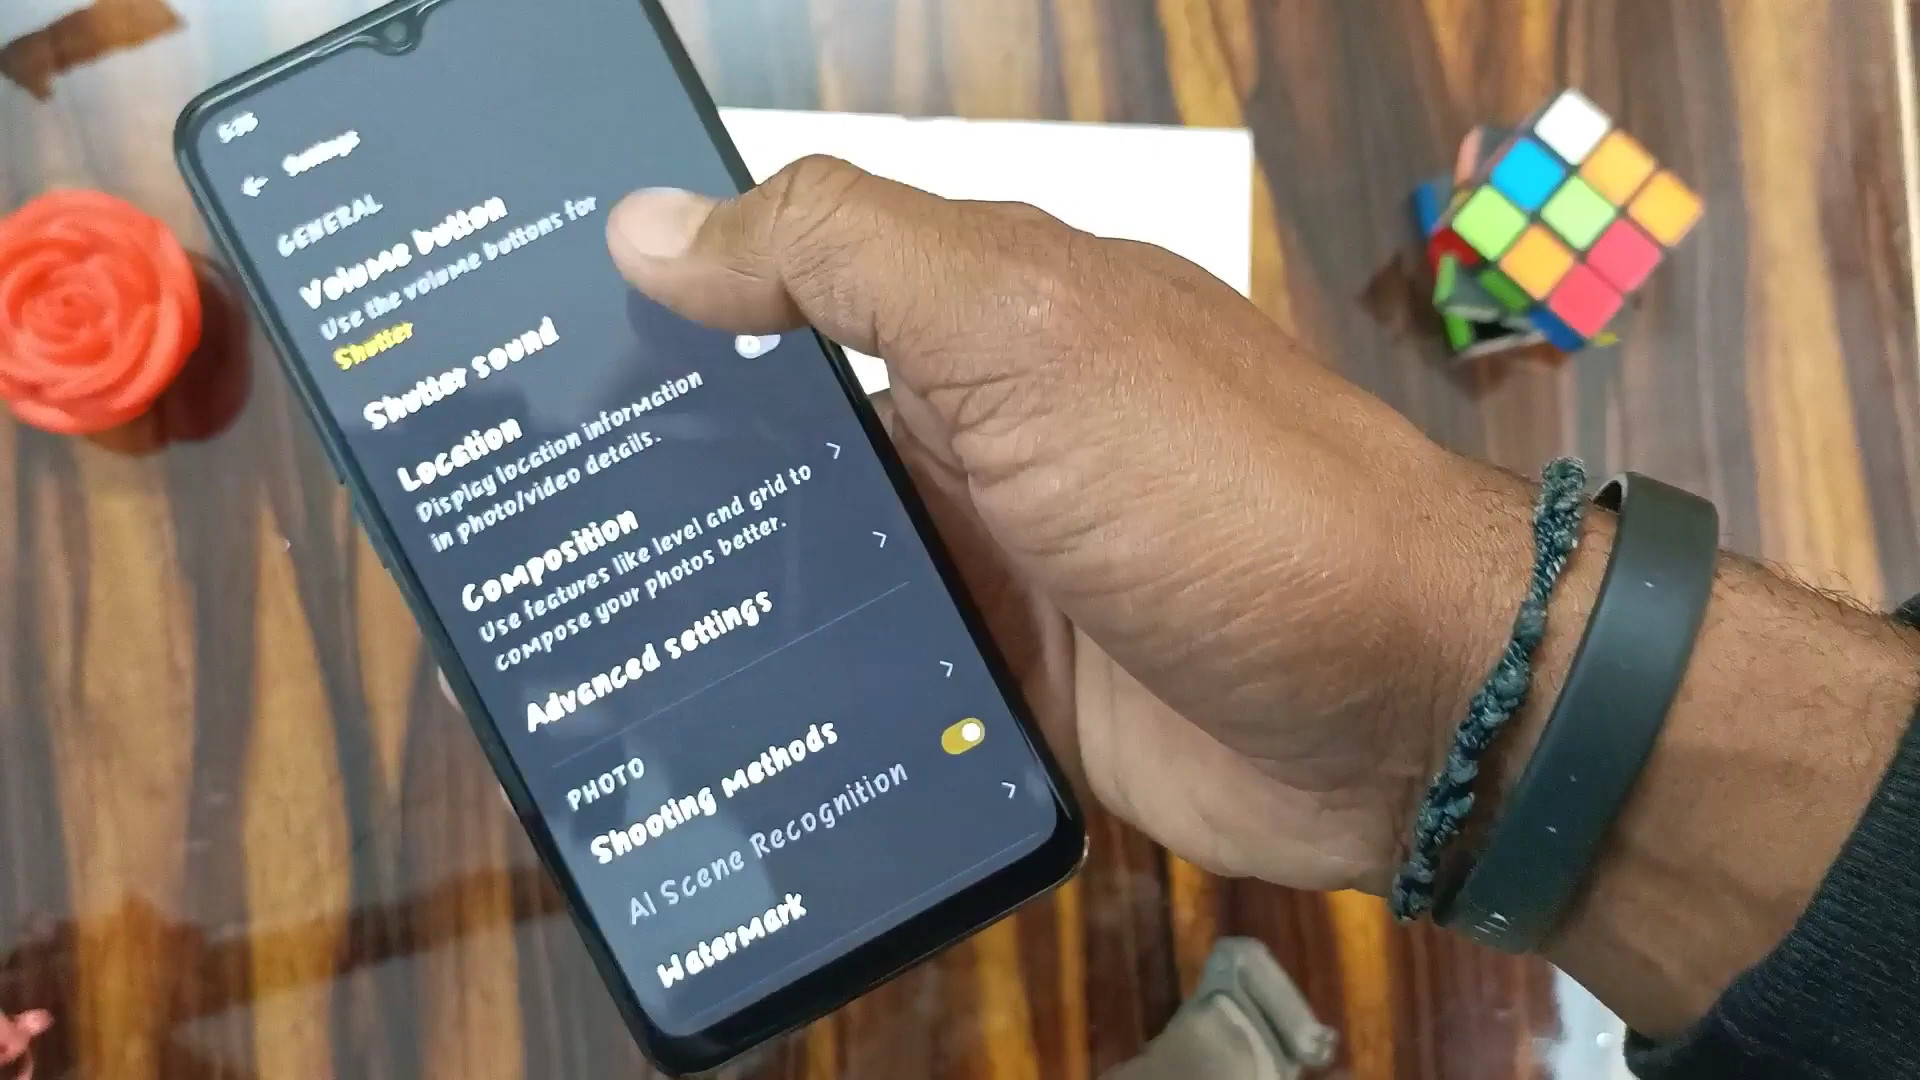 5:36
Settings
GENERAL
Volume button
Use the volume buttons for
Shutter
Shutter sound
Location
Display location information
in photo/video details.
Composition
Use features like level and grid to
compose your photos better.
Advanced settings
PHOTO
Shooting methods
AI Scene Recognition
Watermark